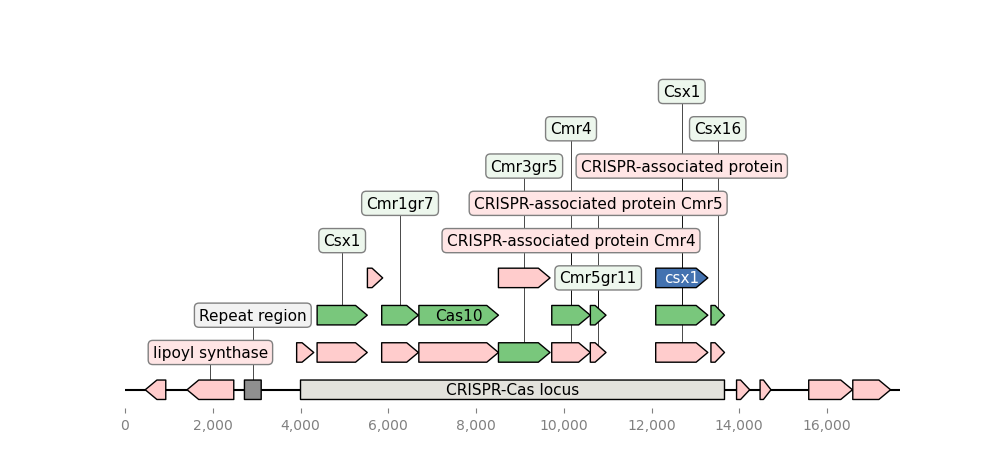 Csx1
Cmr4
Csx16
Cmr3gr5
CRISPR-associated protein
Cmr1gr7
CRISPR-associated protein Cmr5
Csx1
CRISPR-associated protein Cmr4
Cmr5gr11
csx1
Repeat region
Cas10
lipoyl synthase
CRISPR-Cas locus
0
2,000
4,000
6,000
8,000
10,000
12,000
14,000
16,000